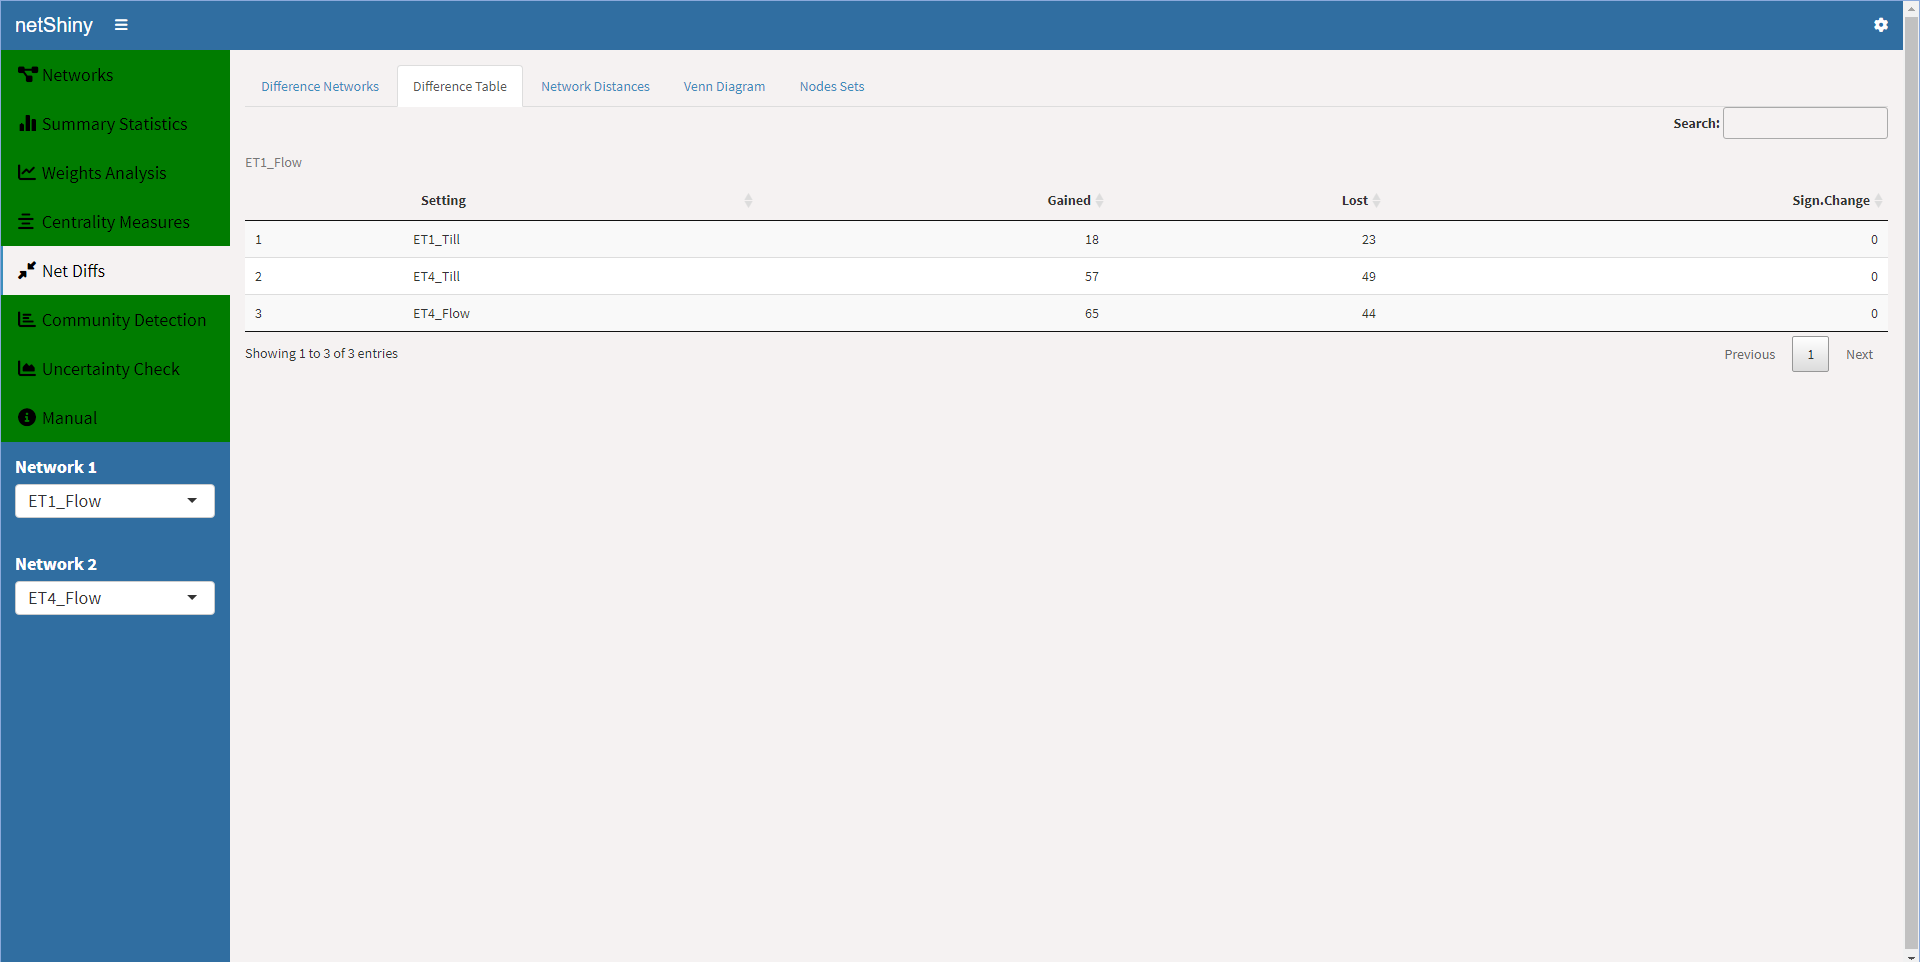 netShiny
Networks
Summary Statistics
Weights Analysis
Centrality Measures
Net Diffs
Community Detection
Uncertainty Check
Manual
Network 1
ET1_Flow
Network 2
ET4_Flow
Difference Networks Difference Table Network Distances Venn Diagram Nodes Sets
Search:
ET1_Flow
Setting Gained Lost Sign.Change
1 ET1_Till 18 23 0
2 ET4_Till 57 49 0
3 ET4_Flow 65 44 0
Showing 1 to 3 of 3 entries
Previous 1 Next